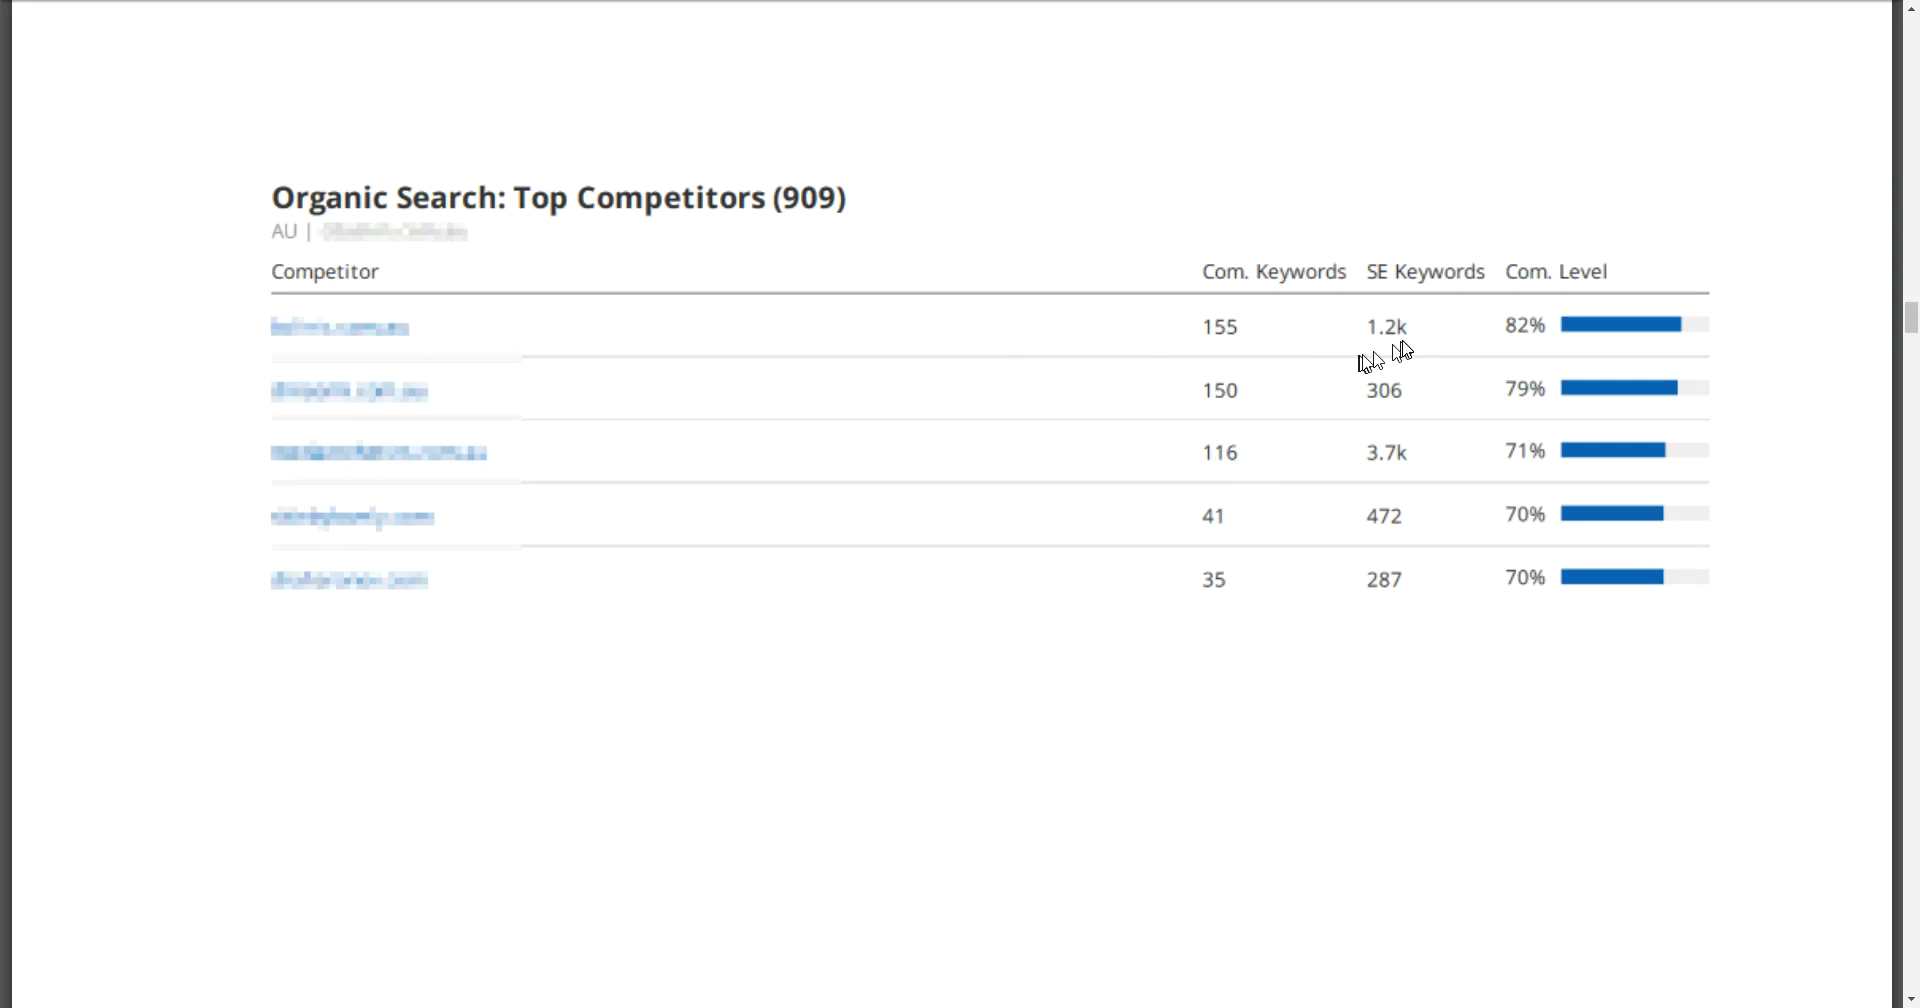 Organic Search: Top Competitors (909)
AU |
Competitor Com. Keywords SE Keywords Com. Level
155 1.2k 82%
150 306 79%
116 3.7k 71%
41 472 70%
35 287 70%